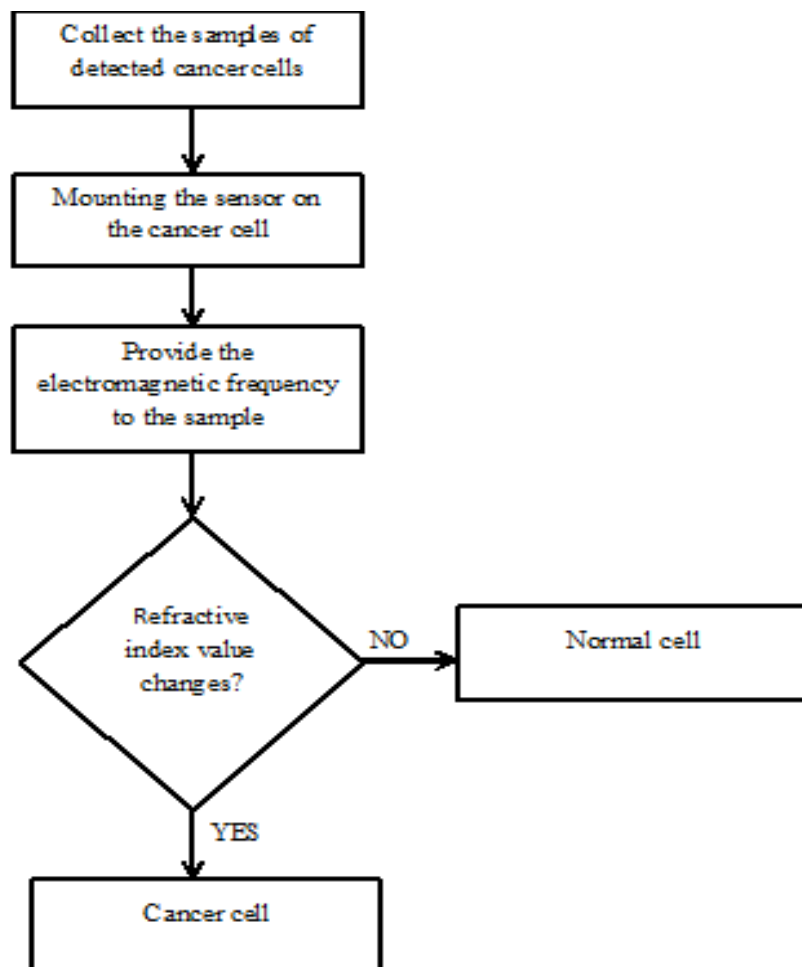 Collect the samples of
detected cancer cells
Mounting the sensor on
the cancer cell
Provide the
electromagnetic frequency
to the sample
Refractive
index value
changes?
NO
Normal cell
YES
Cancer cell